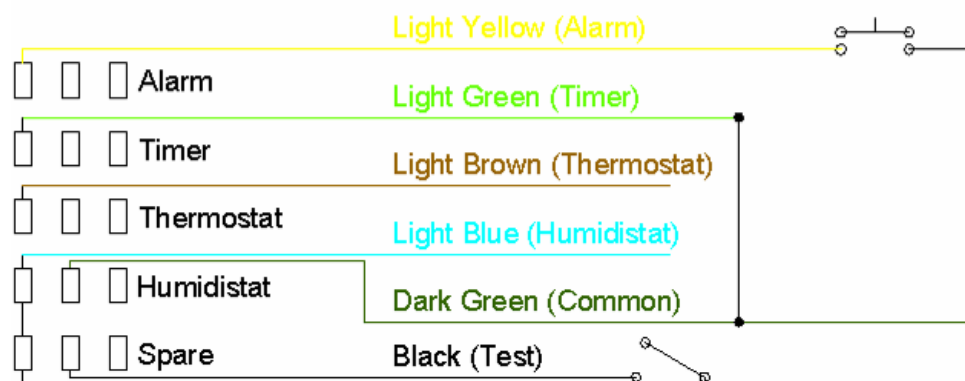 Light Yellow (Alarm)
Alarm
Light Green (Timer)
Timer
Light Brown (Thermostat)
Thermostat
Light Blue (Humidistat)
Humidistat
Dark Green (Common)
Spare
Black (Test)